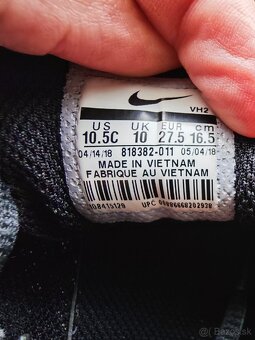 VH2
US UK EUR cm
10.5C 10 27.5 16.5
04/14/18 818382-011 05/04/18
MADE IN VIETNAM
FABRIQUE AU VIETNAM
UPC
sBazar.sk